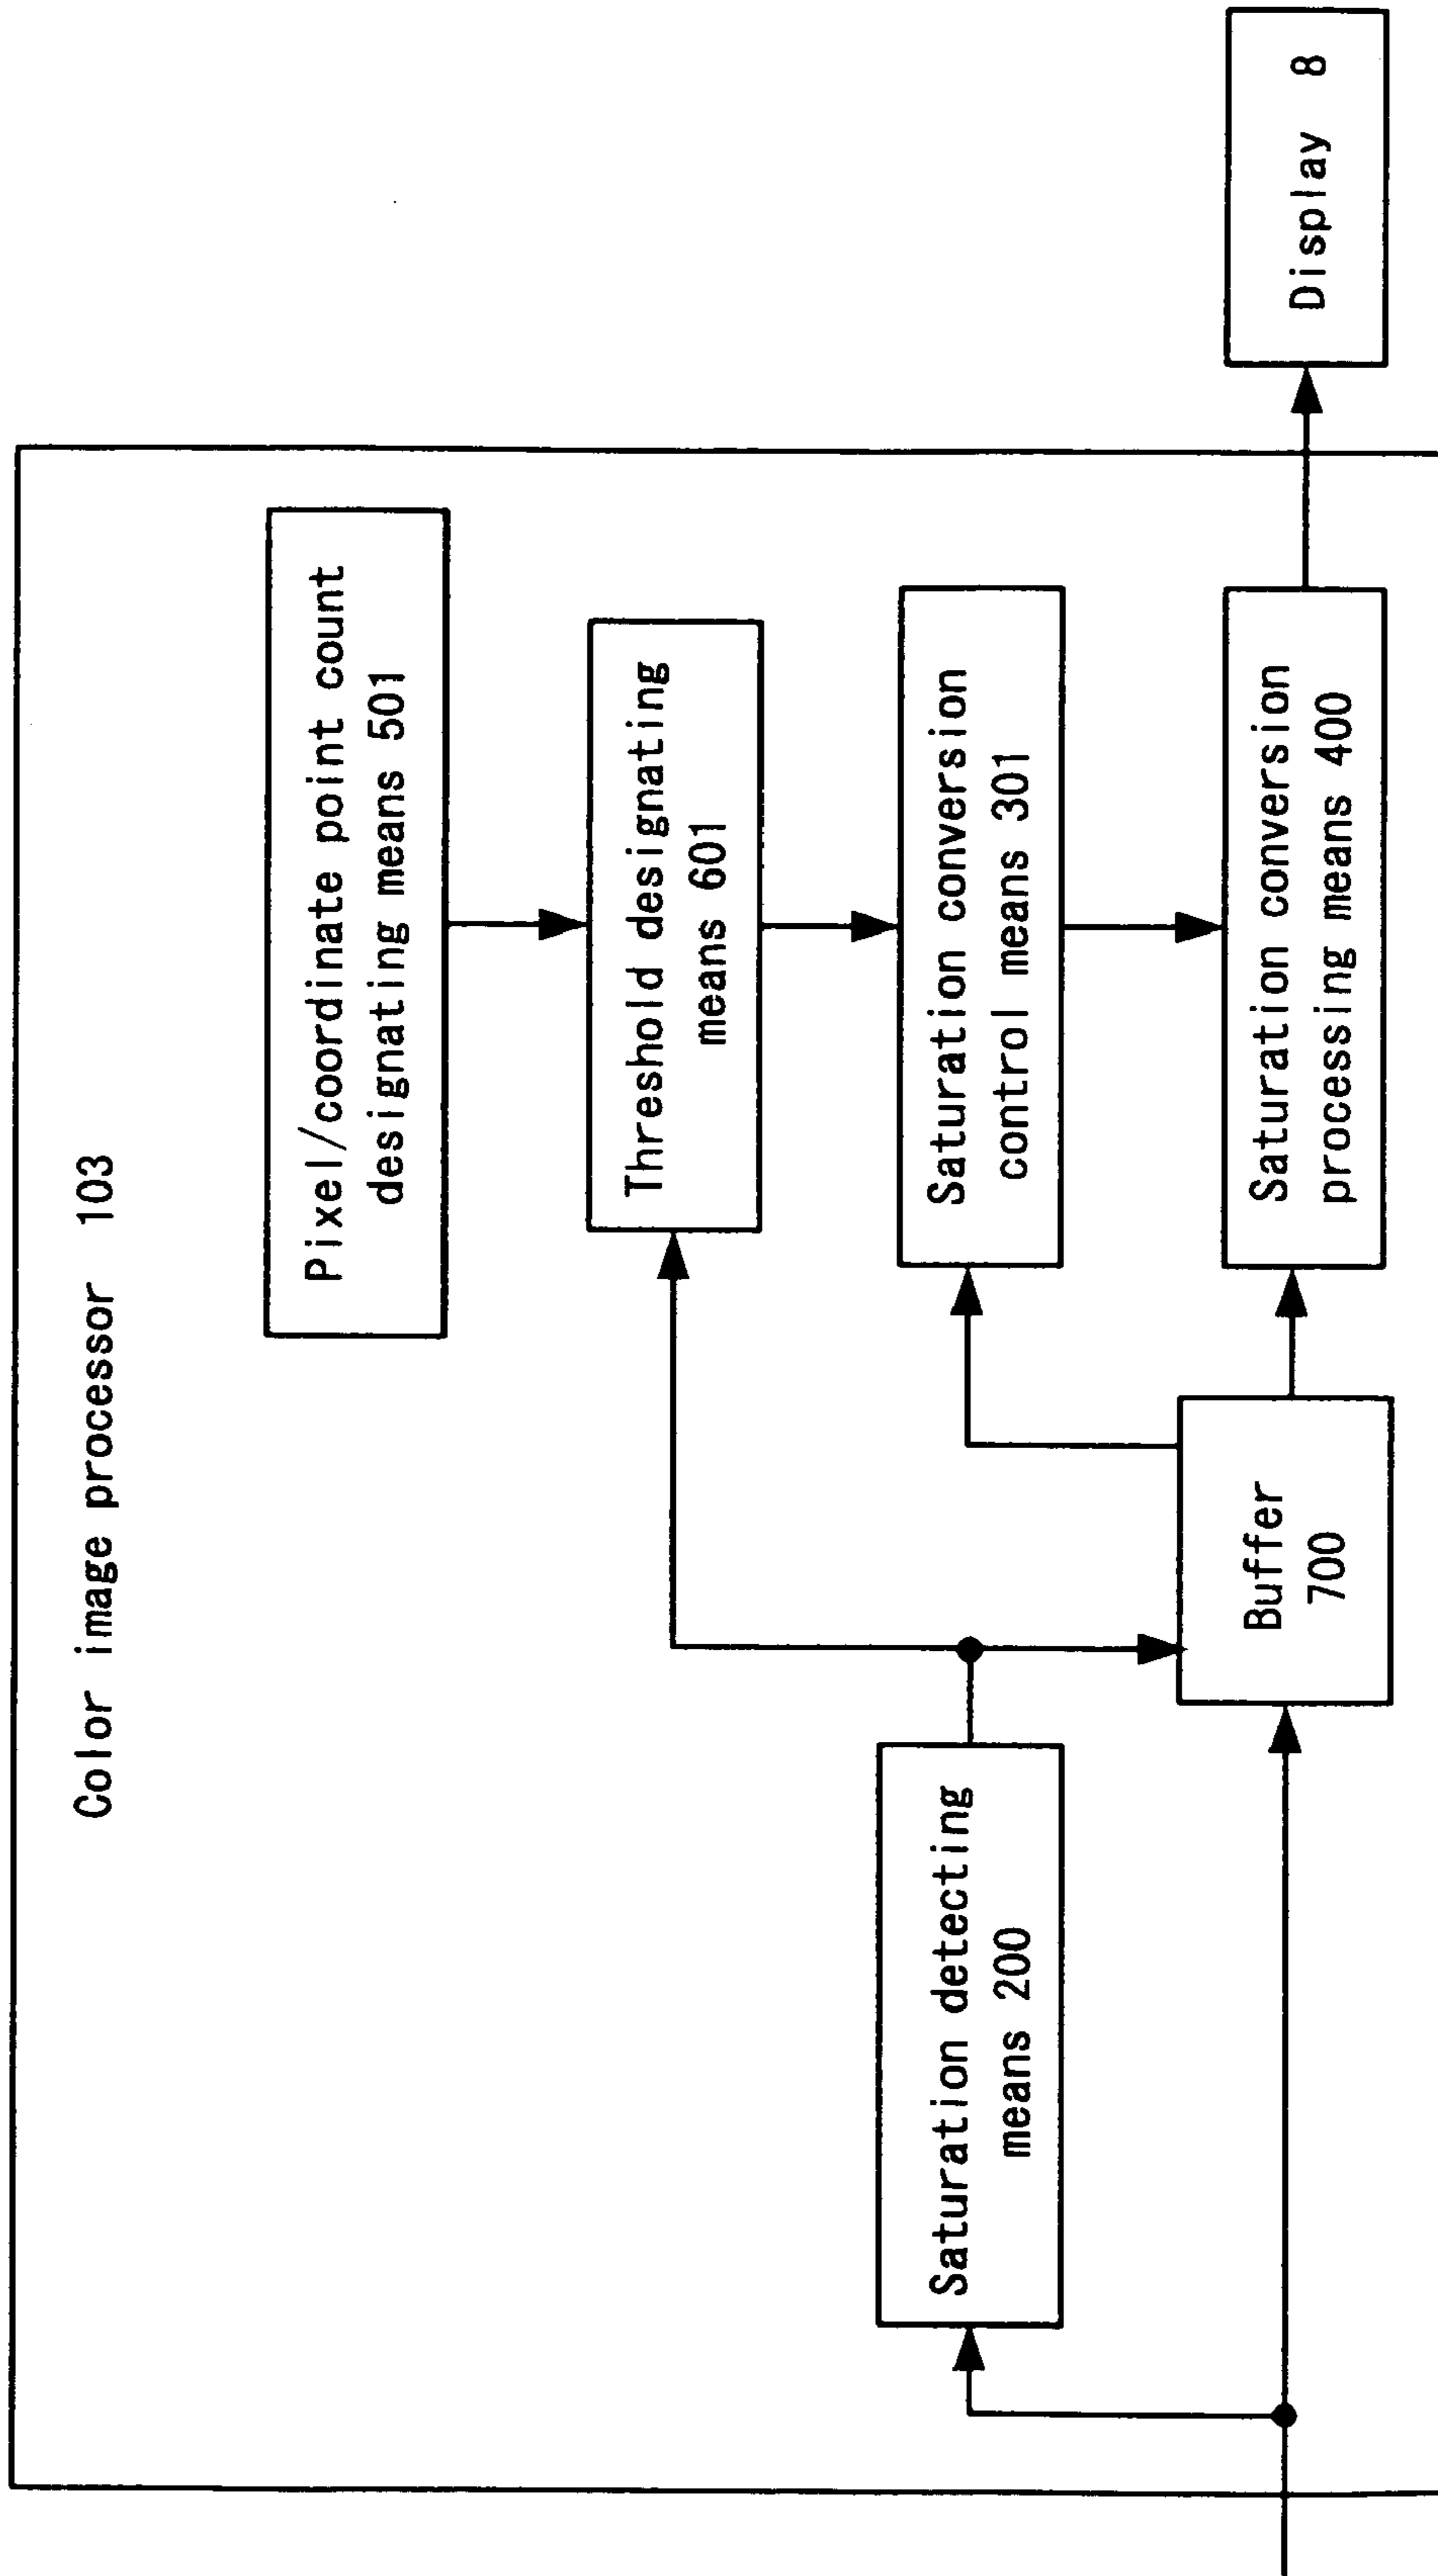 Color image processor 103
Pixel/coordinate point count
designating means 501
Threshold designating
means 601
Saturation detecting
means 200
Saturation conversion
control means 301
Buffer
700
Saturation conversion
processing means 400
Display 8